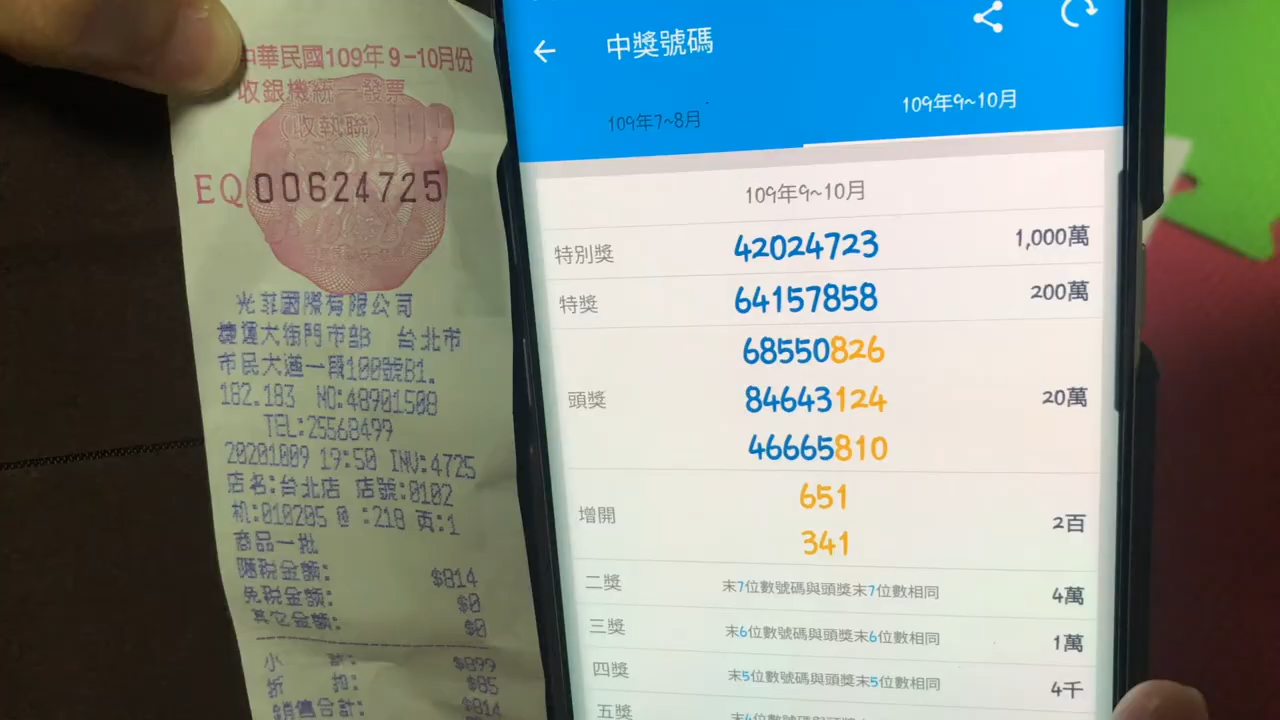 中華民國109年9-10月份
收銀機統一發票
(收執聯)
EQ00624725
光菲國際有限公司
捷運大衛門市部 台北市
市民大道一段100號B1.
182.183 NO:48901508
TEL:25568499
20201009 19:50 INV:4725
店名:台北店 店號:0102
机:010205 @ :218 頁:1
商品一批
應税金額: $814
免税金額: $0
其它金額: $0
小 計: $899
折 扣: $85
銷售合計: $814
中獎號碼
109年7~8月
109年9~10月
109年9~10月
特別獎 42024723 1,000萬
特獎 64157858 200萬
68550826
頭獎 84643124 20萬
46665810
651
增開 2百
341
二獎 末7位數號碼與頭獎末7位數相同 4萬
三獎 末6位數號碼與頭獎末6位數相同 1萬
四獎 末5位數號碼與頭獎末5位數相同 4千
五獎